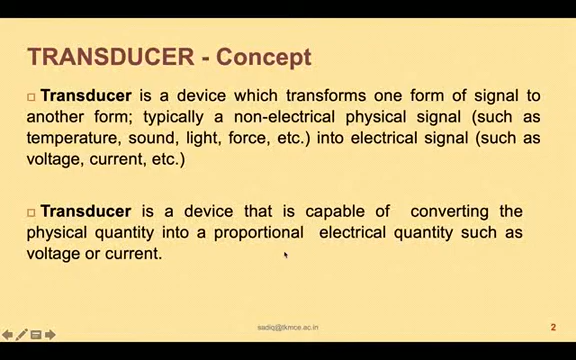 TRANSDUCER - Concept
Transducer is a device which transforms one form of signal to
another form; typically a non-electrical physical signal (such as
temperature, sound, light, force, etc.) into electrical signal (such as
voltage, current, etc.)
Transducer is a device that is capable of converting the
physical quantity into a proportional electrical quantity such as
voltage or current.
sadiq@tkmce.ac.in
2